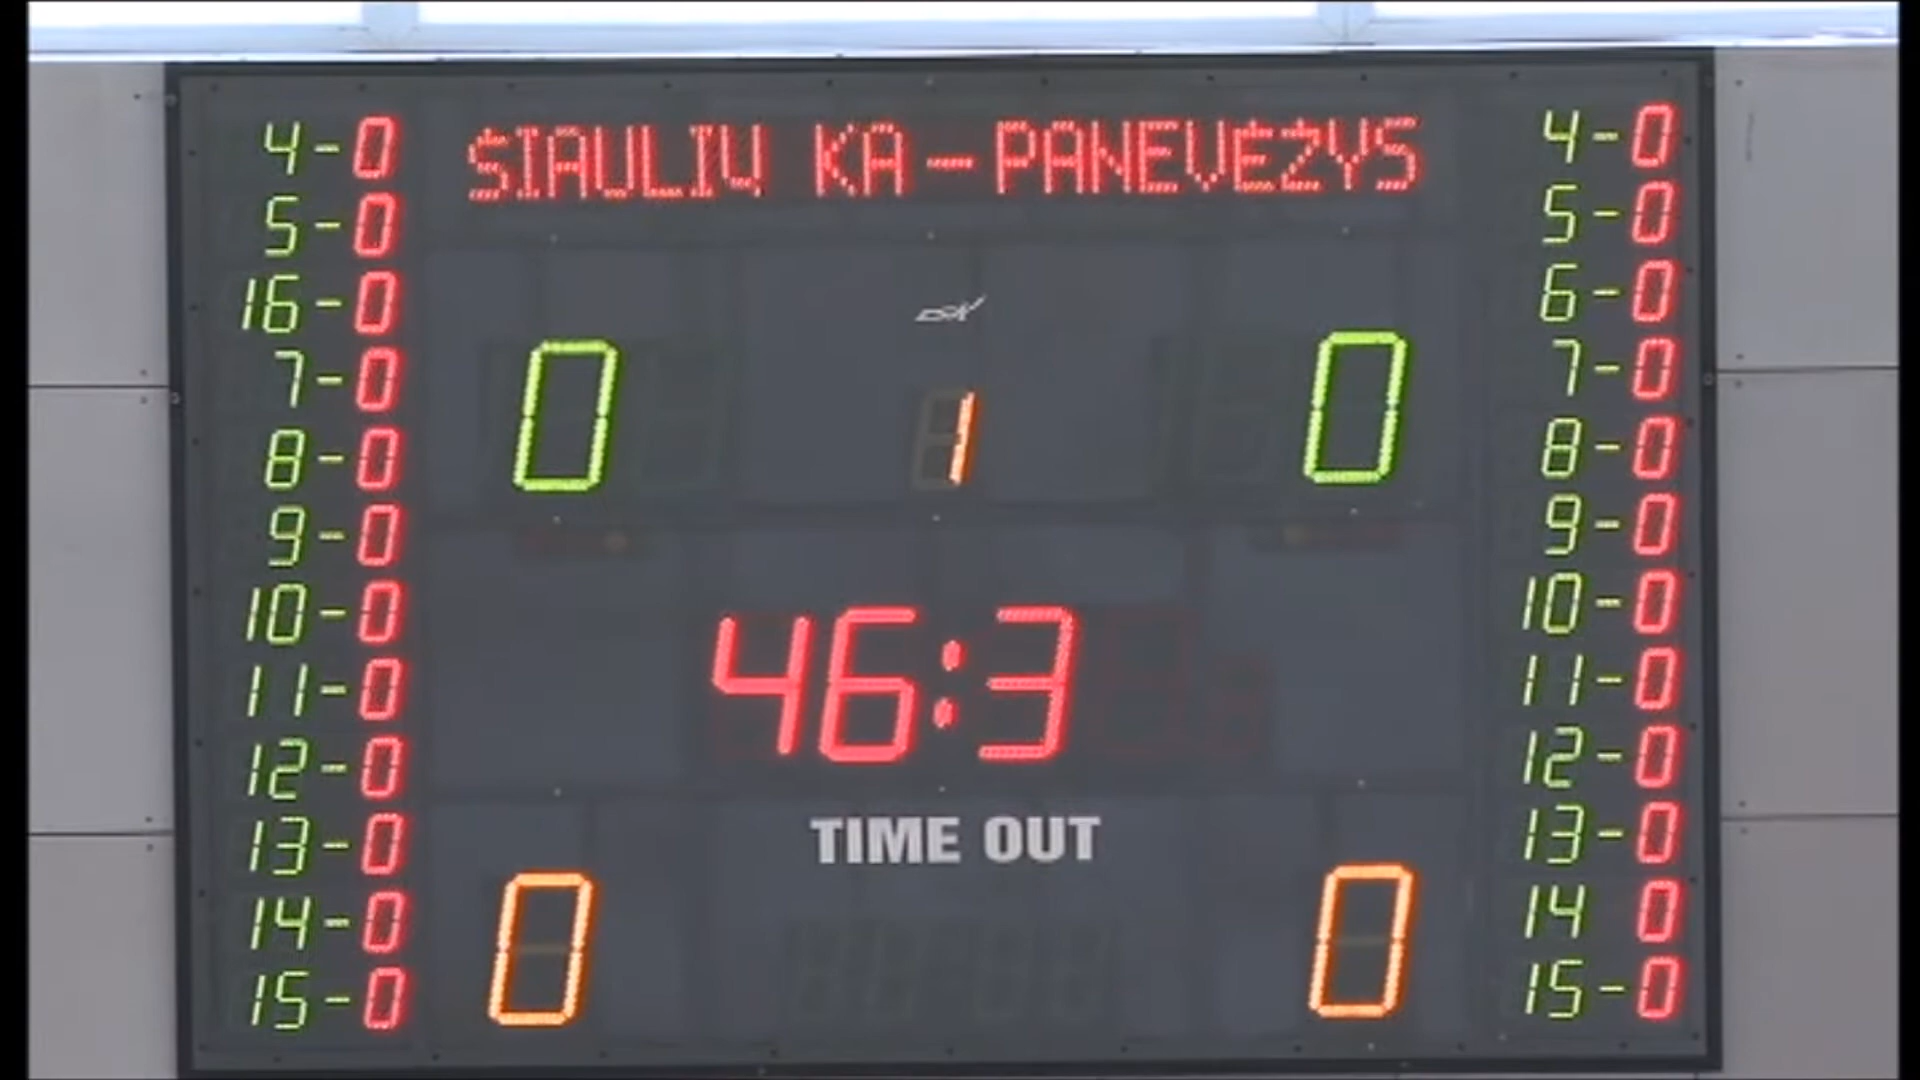 SIAULIŲ KA-PANEVĖŽYS
4-0 4-0
5-0 5-0
16-0 6-0
7-0 7-0
8-0 0 1 0 8-0
9-0 9-0
10-0 10-0
11-0 46:3 11-0
12-0 12-0
13-0 TIME OUT 13-0
14-0 0 0 14 0
15-0 15-0